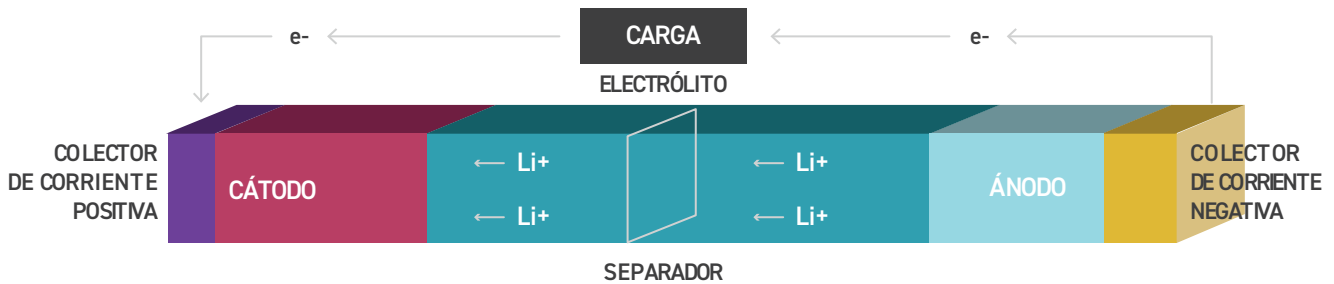 e-
CARGA
e-
ELECTRÓLITO
COLECTOR
DE CORRIENTE
POSITIVA
CÁTODO
Li+
Li+
Li+
Li+
ÁNODO
COLECTOR
DE CORRIENTE
NEGATIVA
SEPARADOR